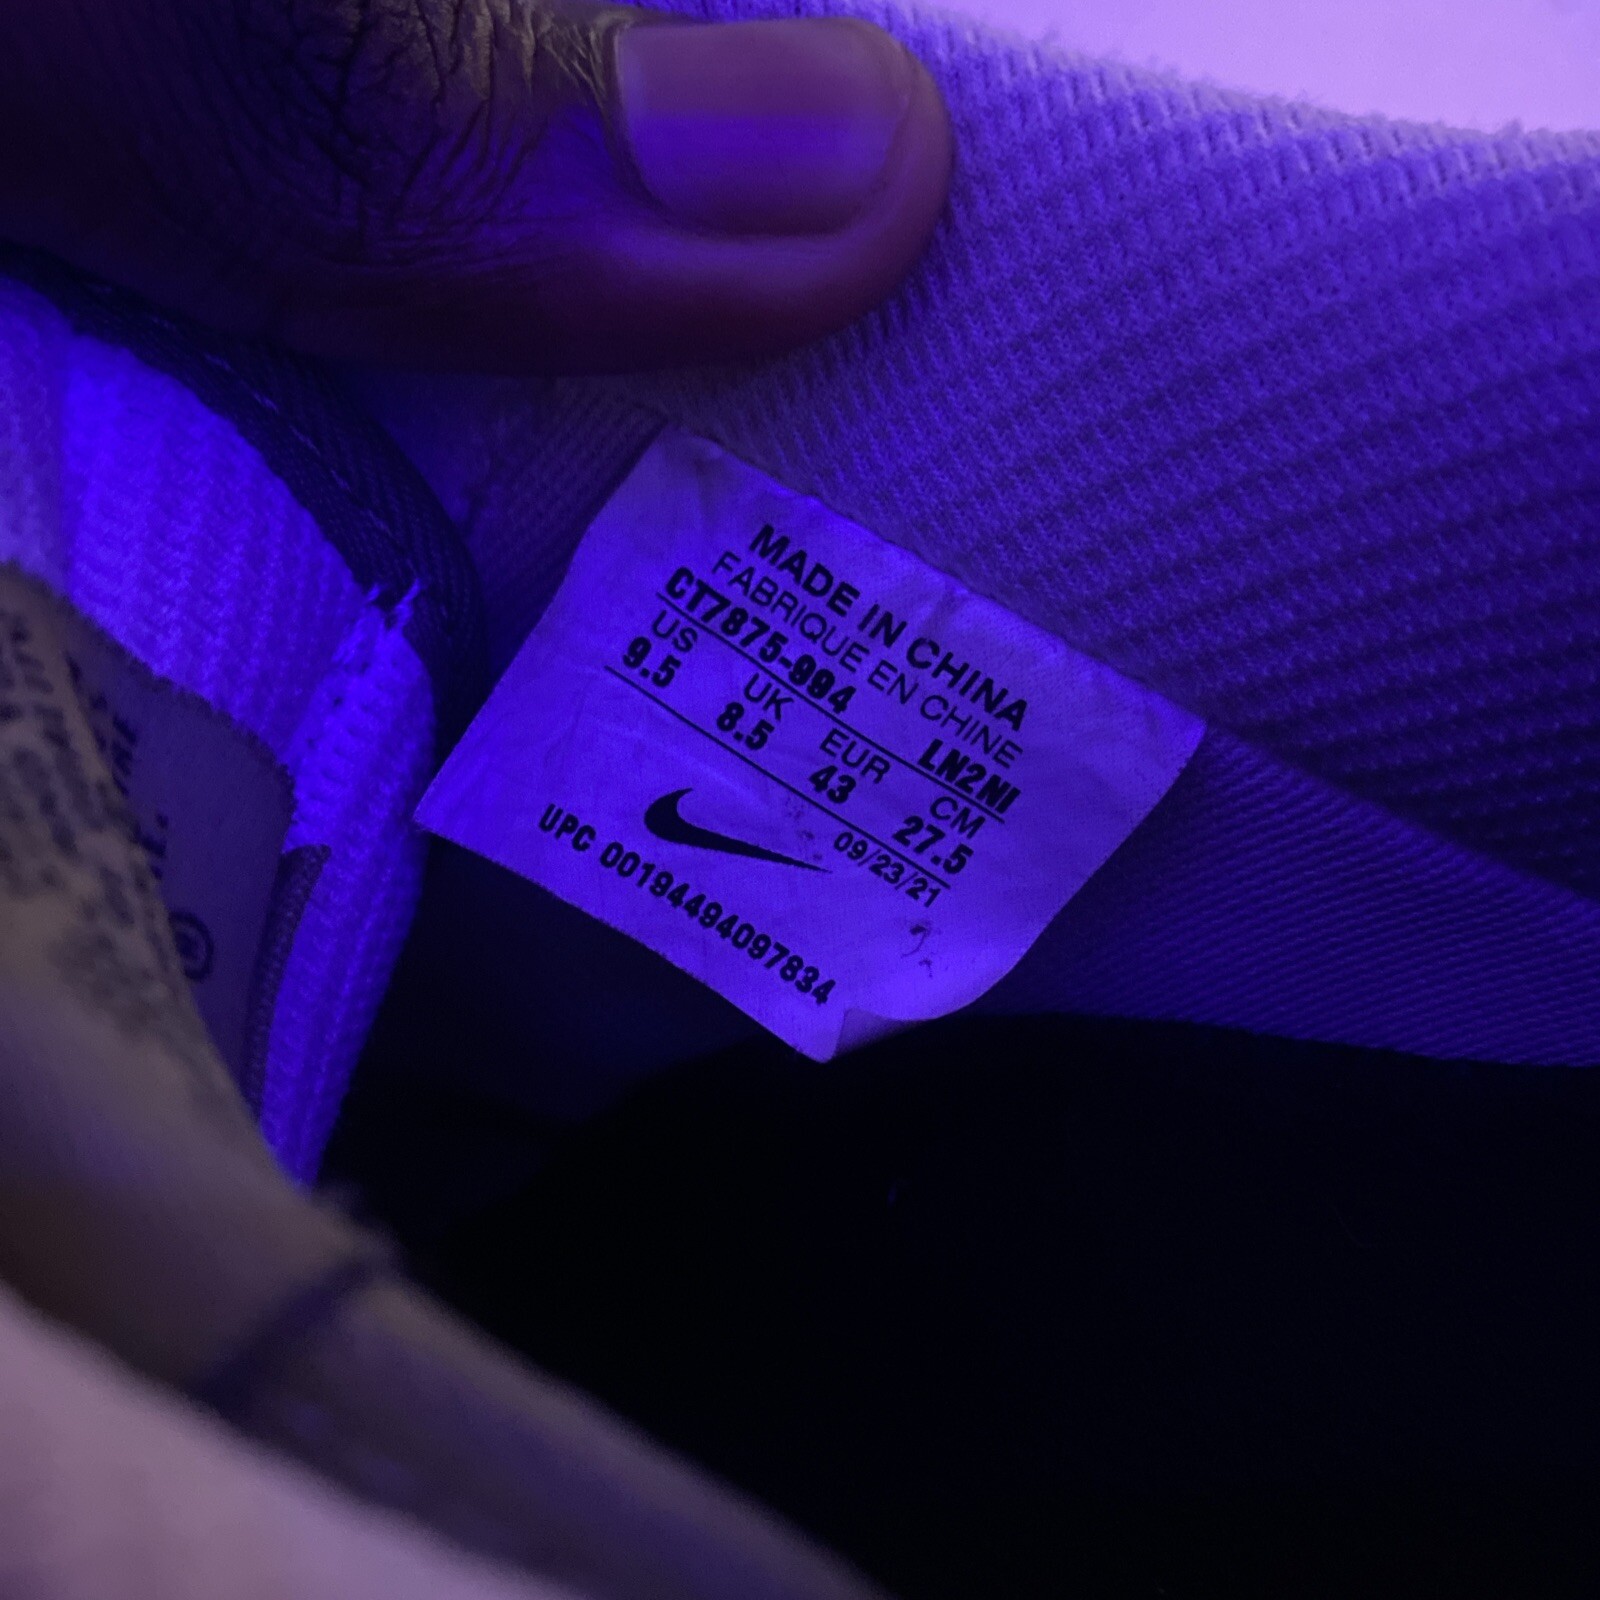 MADE IN CHINA
FABRIQUE EN CHINE
CT7875-994 LN2NI
US UK EUR CM
9.5 8.5 43 27.5
09/23/21
UPC 00194494097834
®